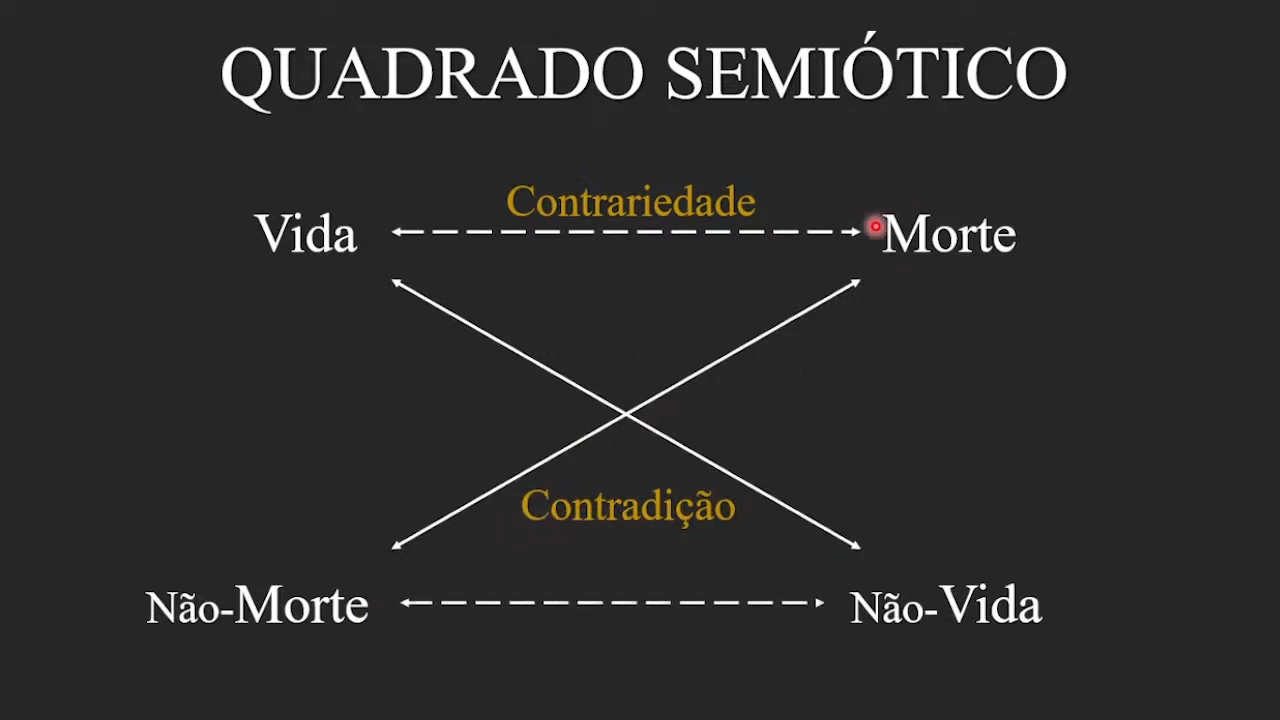 QUADRADO SEMIÓTICO
Contrariedade
Vida Morte
Contradição
Não-Morte Não-Vida